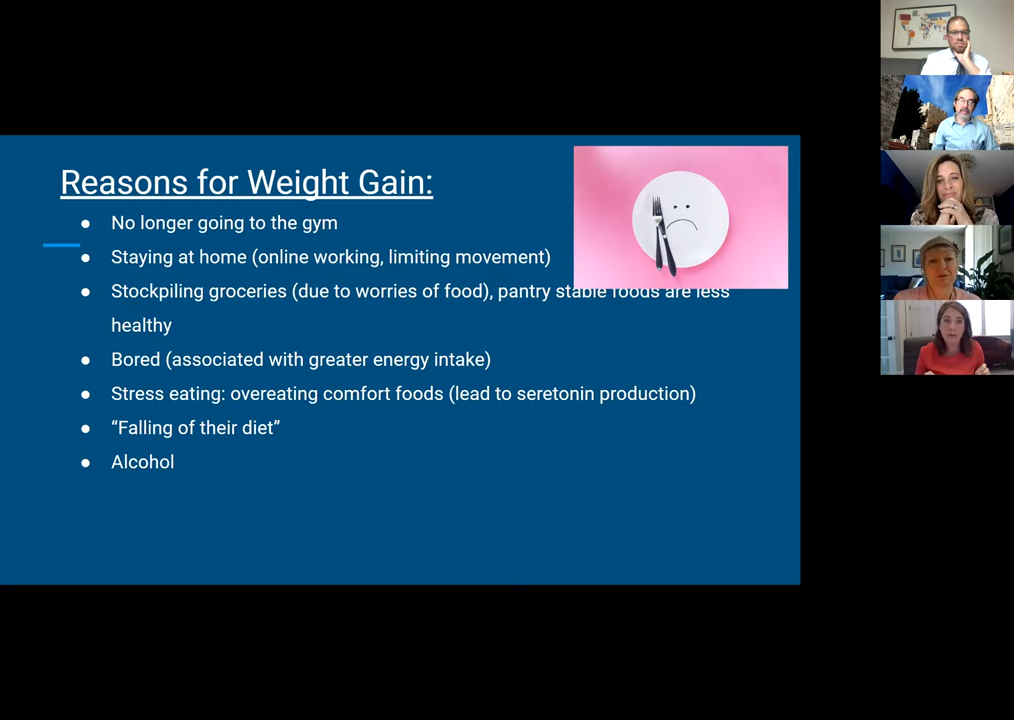 Reasons for Weight Gain:
● No longer going to the gym
● Staying at home (online working, limiting movement)
● Stockpiling groceries (due to worries of food), pantry stable foods are less
healthy
● Bored (associated with greater energy intake)
● Stress eating: overeating comfort foods (lead to seretonin production)
● “Falling of their diet”
● Alcohol